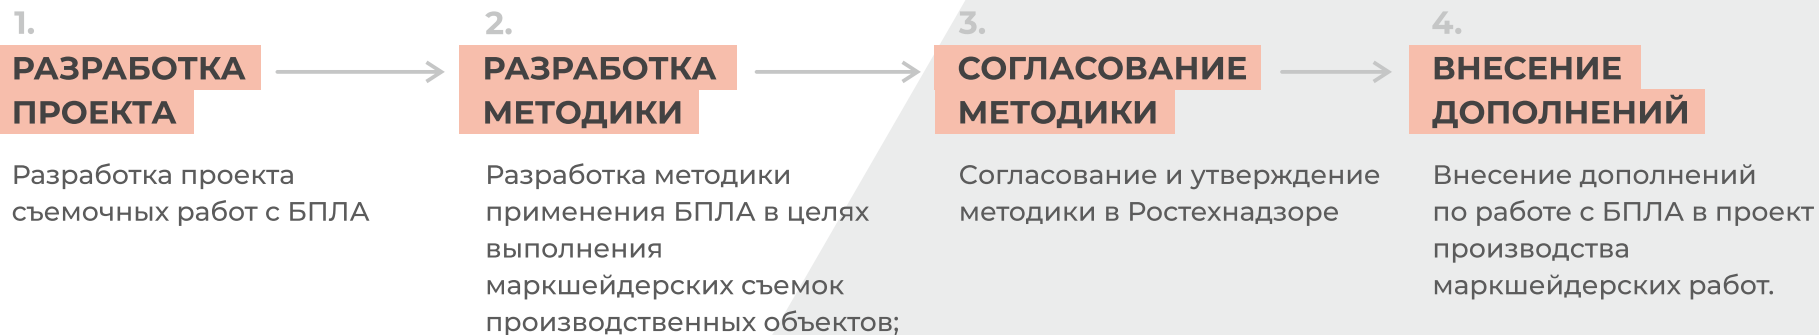 1.
РАЗРАБОТКА
ПРОЕКТА
Разработка проекта
съемочных работ с БПЛА
2.
РАЗРАБОТКА
МЕТОДИКИ
Разработка методики
применения БПЛА в целях
выполнения
маркшейдерских съемок
производственных объектов;
3.
СОГЛАСОВАНИЕ
МЕТОДИКИ
Согласование и утверждение
методики в Ростехнадзоре
4.
ВНЕСЕНИЕ
ДОПОЛНЕНИЙ
Внесение дополнений
по работе с БПЛА в проект
производства
маркшейдерских работ.